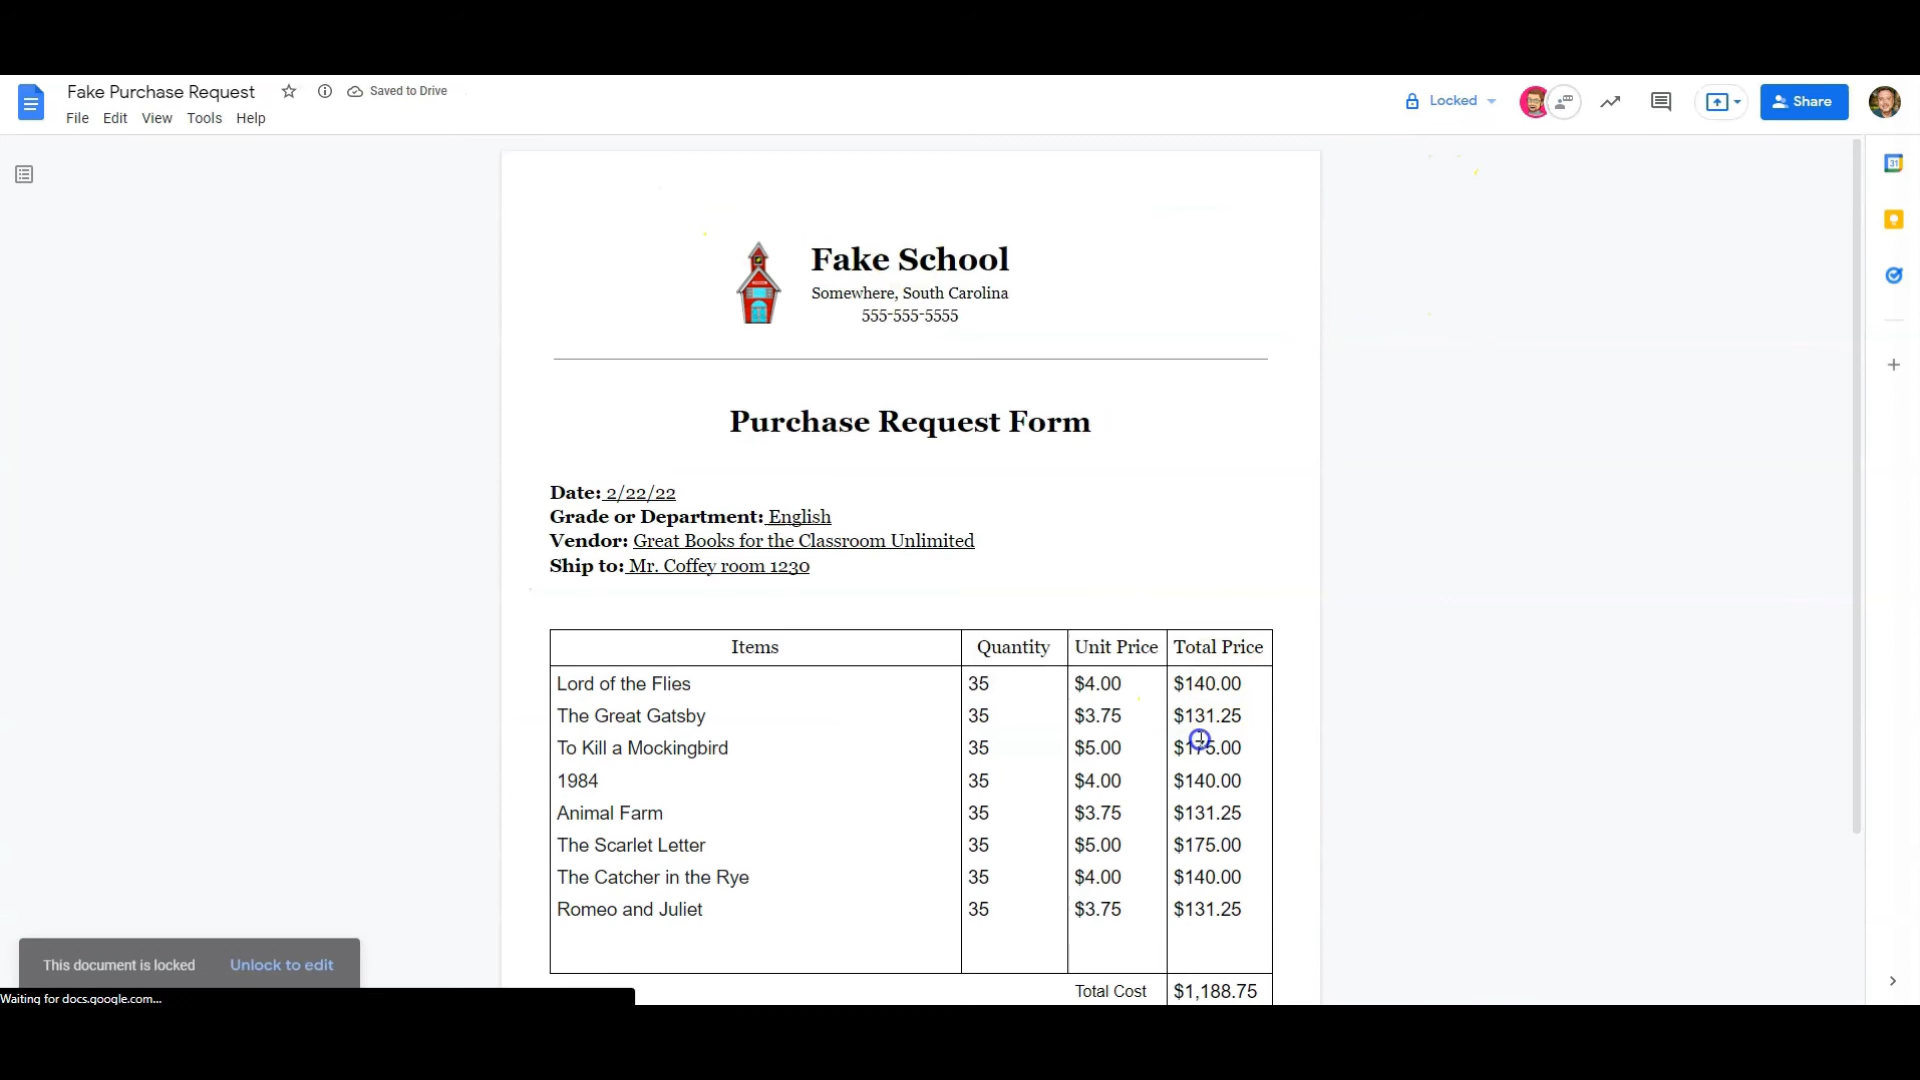 Fake Purchase Request
Saved to Drive
File Edit View Tools Help
Locked
Share
31
Fake School
Somewhere, South Carolina
555-555-5555
Purchase Request Form
Date: 2/22/22
Grade or Department: English
Vendor: Great Books for the Classroom Unlimited
Ship to: Mr. Coffey room 1230
Items Quantity Unit Price Total Price
Lord of the Flies 35 $4.00 $140.00
The Great Gatsby 35 $3.75 $131.25
To Kill a Mockingbird 35 $5.00 $175.00
1984 35 $4.00 $140.00
Animal Farm 35 $3.75 $131.25
The Scarlet Letter 35 $5.00 $175.00
The Catcher in the Rye 35 $4.00 $140.00
Romeo and Juliet 35 $3.75 $131.25
Total Cost $1,188.75
This document is locked Unlock to edit
Waiting for docs.google.com...